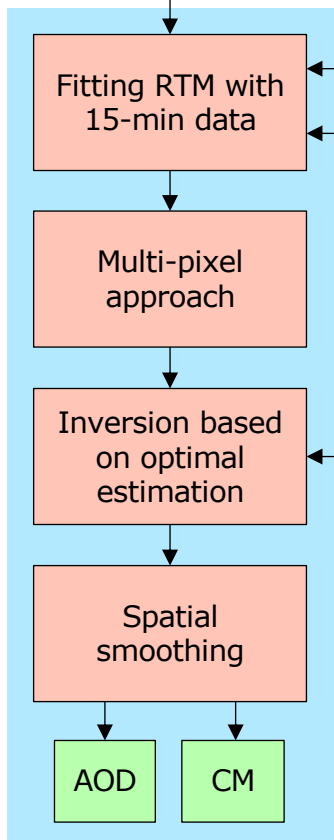 Fitting RTM with
15-min data
Multi-pixel
approach
Inversion based
on optimal
estimation
Spatial
smoothing
AOD
CM